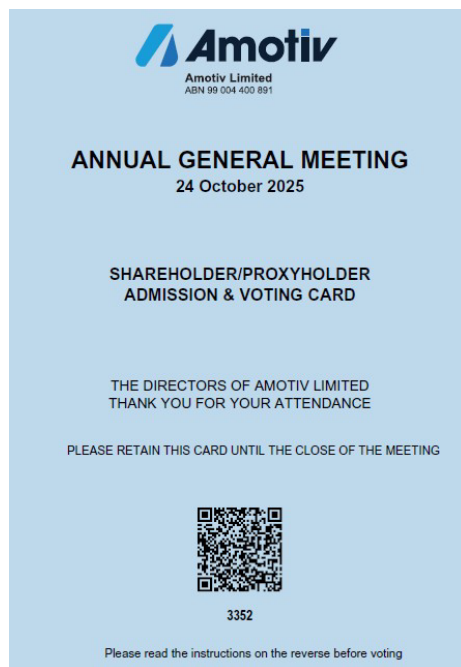 Amotiv
Amotiv Limited
ABN 99 004 400 891
ANNUAL GENERAL MEETING
24 October 2025
SHAREHOLDER/PROXYHOLDER
ADMISSION & VOTING CARD
THE DIRECTORS OF AMOTIV LIMITED
THANK YOU FOR YOUR ATTENDANCE
PLEASE RETAIN THIS CARD UNTIL THE CLOSE OF THE MEETING
3352
Please read the instructions on the reverse before voting